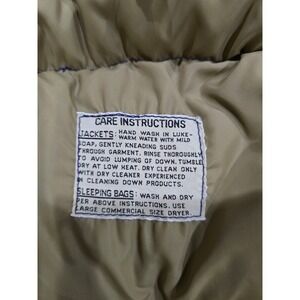 CARE INSTRUCTIONS
JACKETS: HAND WASH IN LUKE-
WARM WATER WITH MILD
SOAP, GENTLY KNEADING SUDS
THROUGH GARMENT. RINSE THOROUGHLY
TO AVOID LUMPING OF DOWN. TUMBLE
DRY AT LOW HEAT. DRY CLEAN ONLY
WITH DRY CLEANER EXPERIENCED
IN CLEANING DOWN PRODUCTS.
SLEEPING BAGS: WASH AND DRY
PER ABOVE INSTRUCTIONS. USE
LARGE COMMERCIAL SIZE DRYER